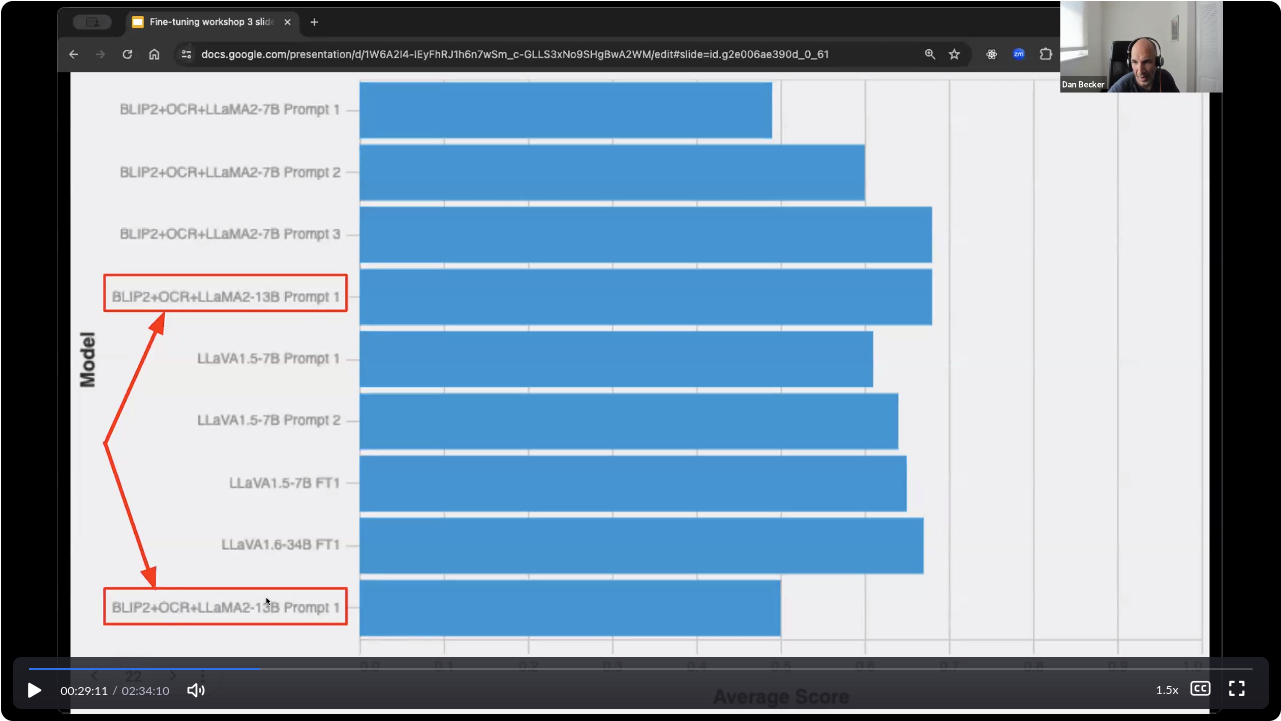 Fine-tuning workshop 3 slide
docs.google.com/presentation/d/1W6A2I4-IEyFhRJ1h6n7wSm_c-GLLS3xNo9SHgBwA2WM/edit#slide=id.g2e006ae390d_0_61
zm
Dan Becker
BLIP2+OCR+LLaMA2-7B Prompt 1
BLIP2+OCR+LLaMA2-7B Prompt 2
BLIP2+OCR+LLaMA2-7B Prompt 3
BLIP2+OCR+LLaMA2-13B Prompt 1
Model
LLaVA1.5-7B Prompt 1
LLaVA1.5-7B Prompt 2
LLaVA1.5-7B FT1
LLaVA1.6-34B FT1
BLIP2+OCR+LLaMA2-13B Prompt 1
0.0 0.1 0.2 0.3 0.4 0.5 0.6 0.7 0.8 0.9 1.0
22
Average Score
00:29:11 / 02:34:10
1.5x
CC